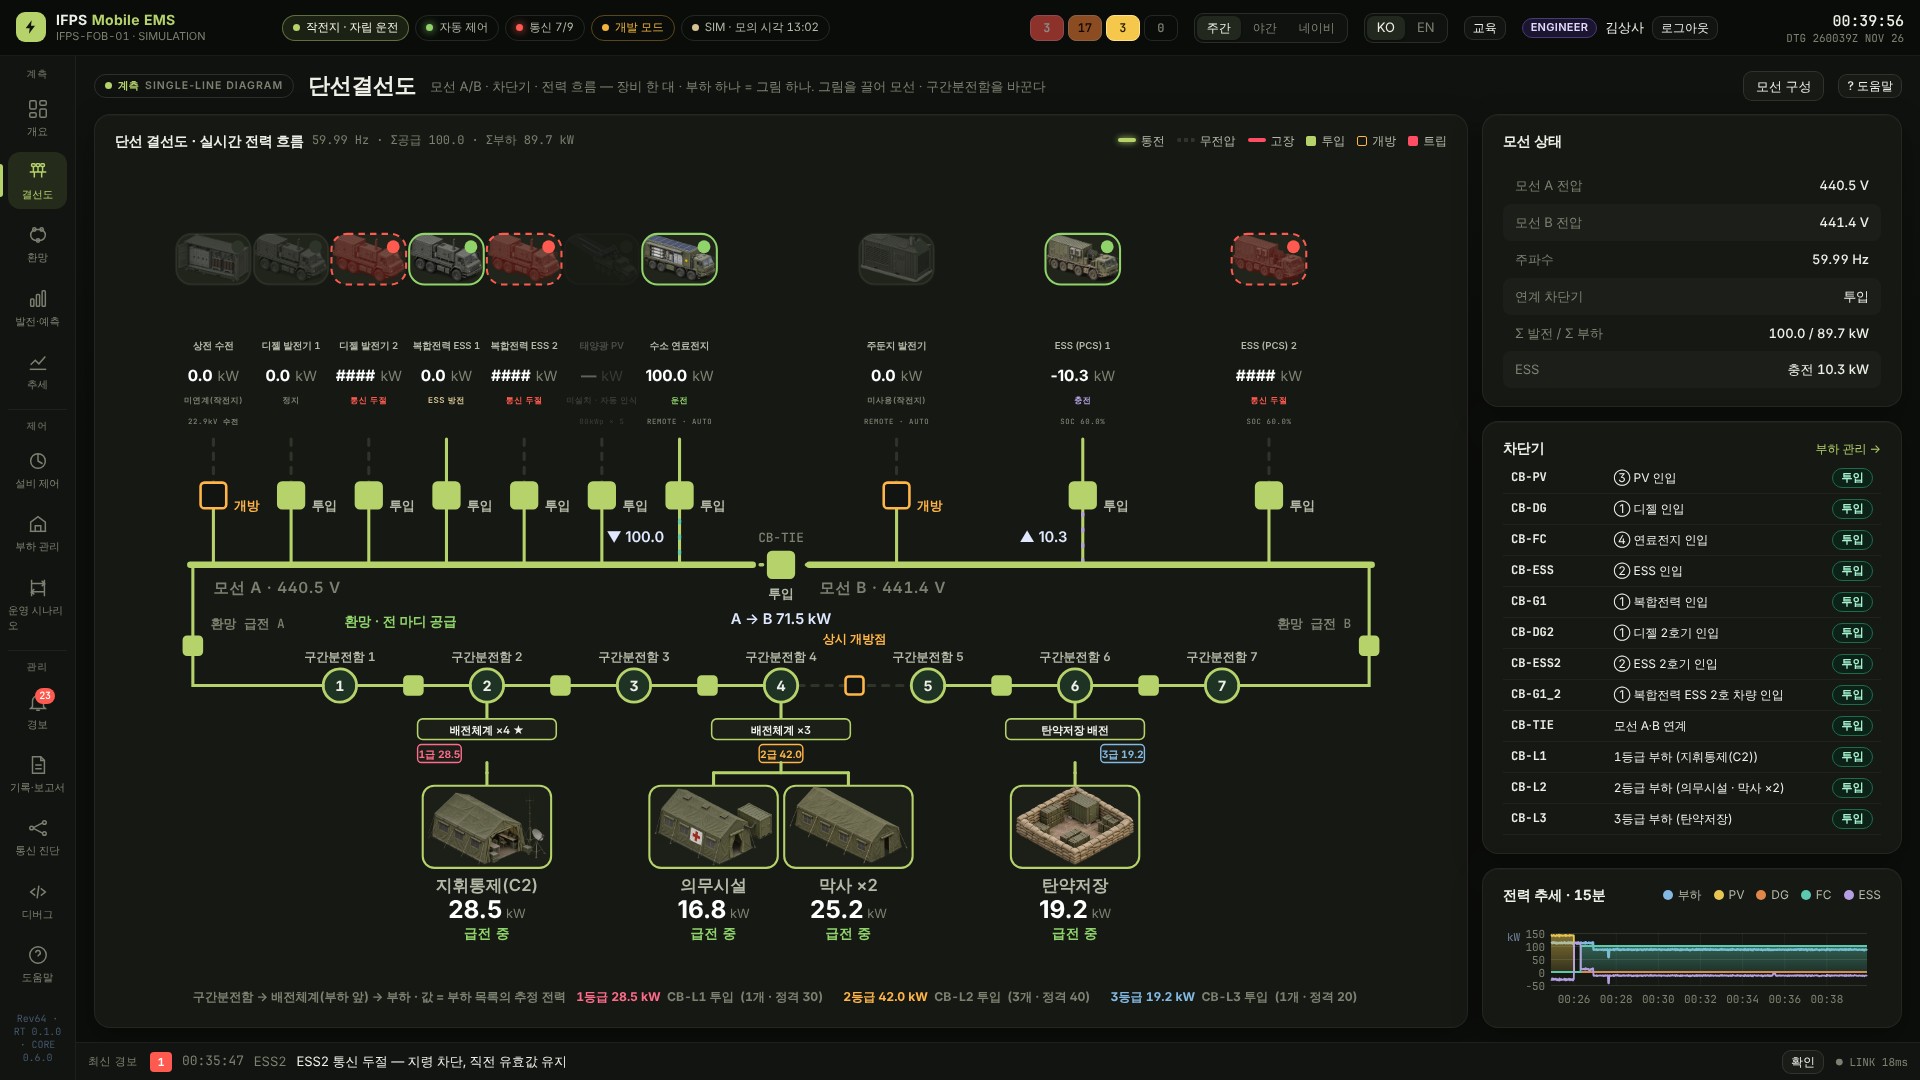 IFPS Mobile EMS
IFPS-FOB-01 · SIMULATION
작전지 · 자립 운전
자동 제어
통신 7/9
개발 모드
SIM · 모의 시각 13:02
3 17 3 0
주간 야간 네이비
KO EN
교육
ENGINEER 김상사 로그아웃
00:39:56
DTG 260039Z NOV 26
계측
개요
결선도
환망
발전·예측
추세
제어
설비 제어
부하 관리
운영 시나리오
관리
23
경보
기록·보고서
통신 진단
디버그
도움말
Rev64 ·
RT 0.1.0
· CORE
0.6.0
계측 SINGLE-LINE DIAGRAM
단선결선도
모선 A/B · 차단기 · 전력 흐름 — 장비 한 대 · 부하 하나 = 그림 하나. 그림을 끌어 모선 · 구간분전함을 바꾼다
모선 구성
? 도움말
단선 결선도 · 실시간 전력 흐름 59.99 Hz · Σ공급 100.0 · Σ부하 89.7 kW
통전 무전압 고장 투입 개방 트립
상전 수전 디젤 발전기 1 디젤 발전기 2 복합전력 ESS 1 복합전력 ESS 2 태양광 PV 수소 연료전지 주둔지 발전기 ESS (PCS) 1 ESS (PCS) 2
0.0 kW 0.0 kW #### kW 0.0 kW #### kW — kW 100.0 kW 0.0 kW -10.3 kW #### kW
미연계(작전지) 정지 통신 두절 ESS 방전 통신 두절 미설치 · 자동 인식 운전 미사용(작전지) 충전 통신 두절
22.9kV 수전 REMOTE · AUTO REMOTE · AUTO SOC 60.0% SOC 60.0%
개방 투입 투입 투입 투입 투입 투입 개방 투입 투입
▼ 100.0 CB-TIE ▲ 10.3
모선 A · 440.5 V 투입 모선 B · 441.4 V
환망 급전 A 환망 · 전 마디 공급 A → B 71.5 kW 환망 급전 B
상시 개방점
구간분전함 1 구간분전함 2 구간분전함 3 구간분전함 4 구간분전함 5 구간분전함 6 구간분전함 7
1 2 3 4 5 6 7
배전체계 ×4 ★ 배전체계 ×3 탄약저장 배전
1급 28.5 2급 42.0 3급 19.2
지휘통제(C2) 의무시설 막사 ×2 탄약저장
28.5 kW 16.8 kW 25.2 kW 19.2 kW
급전 중 급전 중 급전 중 급전 중
구간분전함 → 배전체계(부하 앞) → 부하 · 값 = 부하 목록의 추정 전력 1등급 28.5 kW CB-L1 투입 (1개 · 정격 30) 2등급 42.0 kW CB-L2 투입 (3개 · 정격 40) 3등급 19.2 kW CB-L3 투입 (1개 · 정격 20)
모선 상태
모선 A 전압 440.5 V
모선 B 전압 441.4 V
주파수 59.99 Hz
연계 차단기 투입
Σ 발전 / Σ 부하 100.0 / 89.7 kW
ESS 충전 10.3 kW
차단기 부하 관리 →
CB-PV ③ PV 인입 투입
CB-DG ① 디젤 인입 투입
CB-FC ④ 연료전지 인입 투입
CB-ESS ② ESS 인입 투입
CB-G1 ① 복합전력 인입 투입
CB-DG2 ① 디젤 2호기 인입 투입
CB-ESS2 ② ESS 2호기 인입 투입
CB-G1_2 ① 복합전력 ESS 2호 차량 인입 투입
CB-TIE 모선 A·B 연계 투입
CB-L1 1등급 부하 (지휘통제(C2)) 투입
CB-L2 2등급 부하 (의무시설 · 막사 ×2) 투입
CB-L3 3등급 부하 (탄약저장) 투입
전력 추세 · 15분 부하 PV DG FC ESS
kW 150
100
50
0
-50
00:26 00:28 00:30 00:32 00:34 00:36 00:38
최신 경보 1 00:35:47 ESS2 ESS2 통신 두절 — 지령 차단, 직전 유효값 유지
확인 LINK 18ms